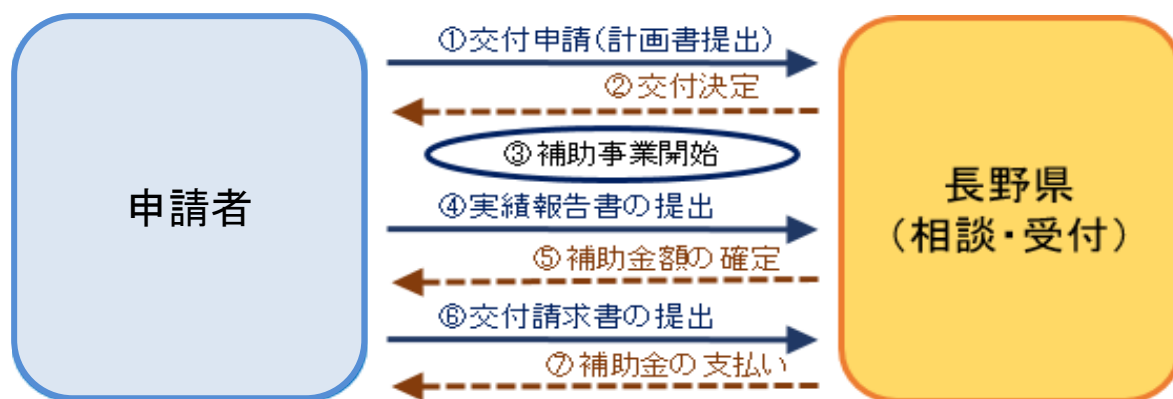 申請者
①交付申請(計画書提出)
②交付決定
③補助事業開始
④実績報告書の提出
⑤補助金額の確定
⑥交付請求書の提出
⑦補助金の支払い
長野県
(相談・受付)